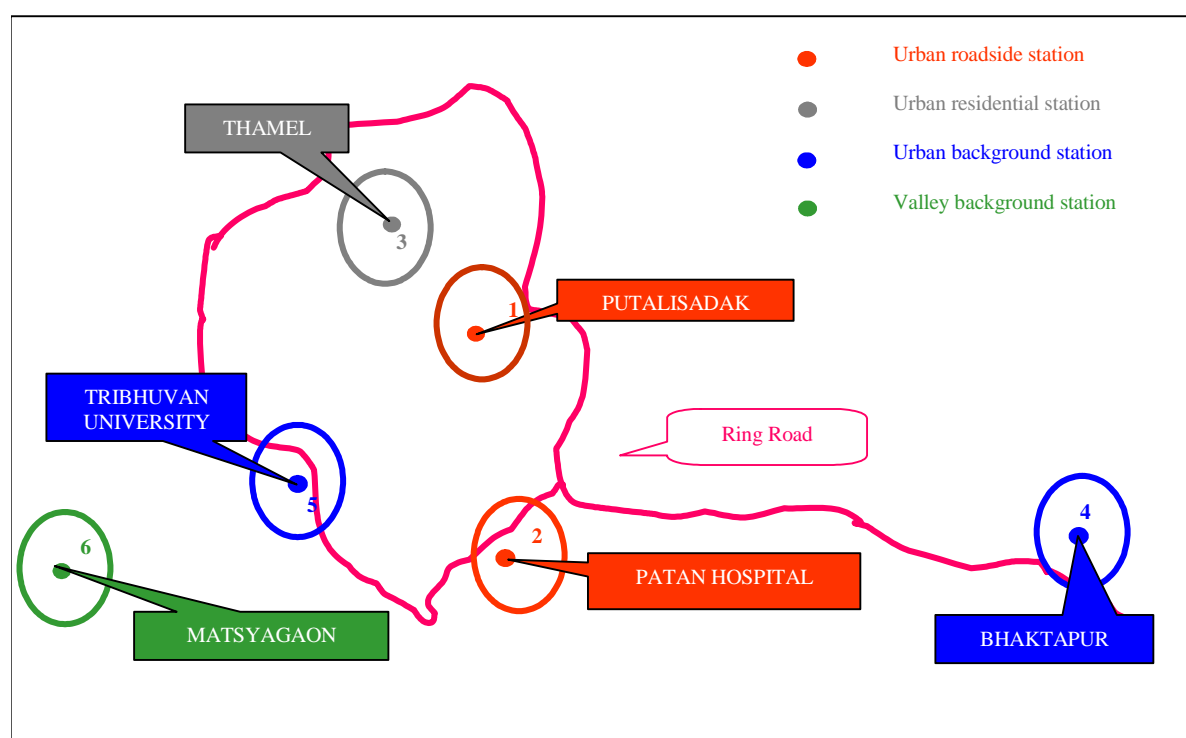 Urban roadside station
Urban residential station
THAMEL
Urban background station
Valley background station
3
1
PUTALISADAK
TRIBHUVAN
UNIVERSITY
Ring Road
5
4
2
6
PATAN HOSPITAL
MATSYAGAON
BHAKTAPUR